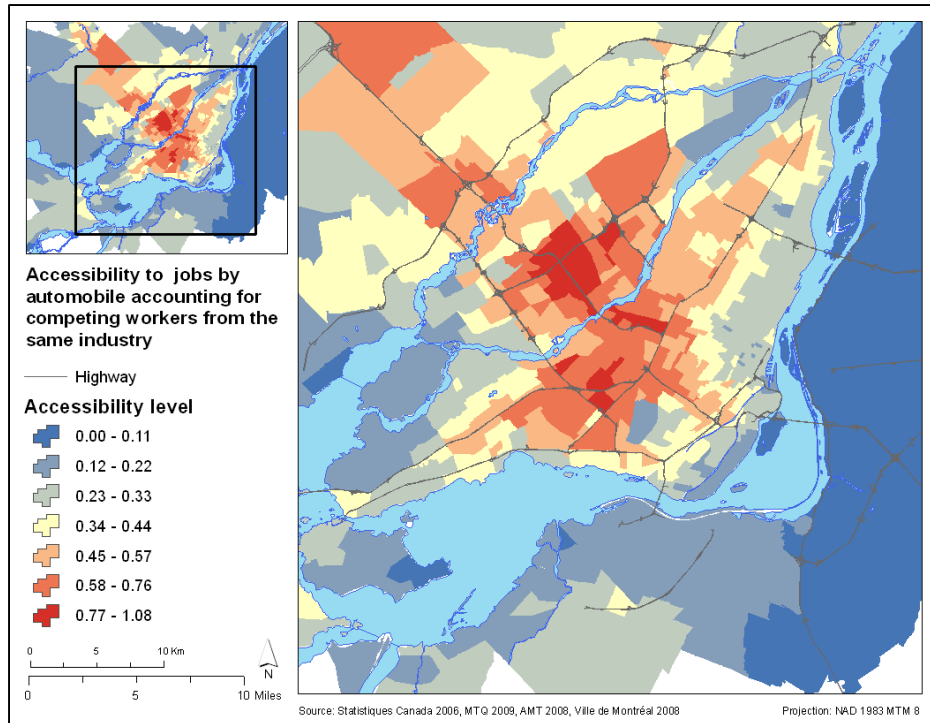 Accessibility to jobs by
automobile accounting for
competing workers from the
same industry
Highway
Accessibility level
0.00 - 0.11
0.12 - 0.22
0.23 - 0.33
0.34 - 0.44
0.45 - 0.57
0.58 - 0.76
0.77 - 1.08
0 5 10 Km
N
0 5 10 Miles
Source: Statistiques Canada 2006, MTQ 2009, AMT 2008, Ville de Montréal 2008
Projection: NAD 1983 MTM 8